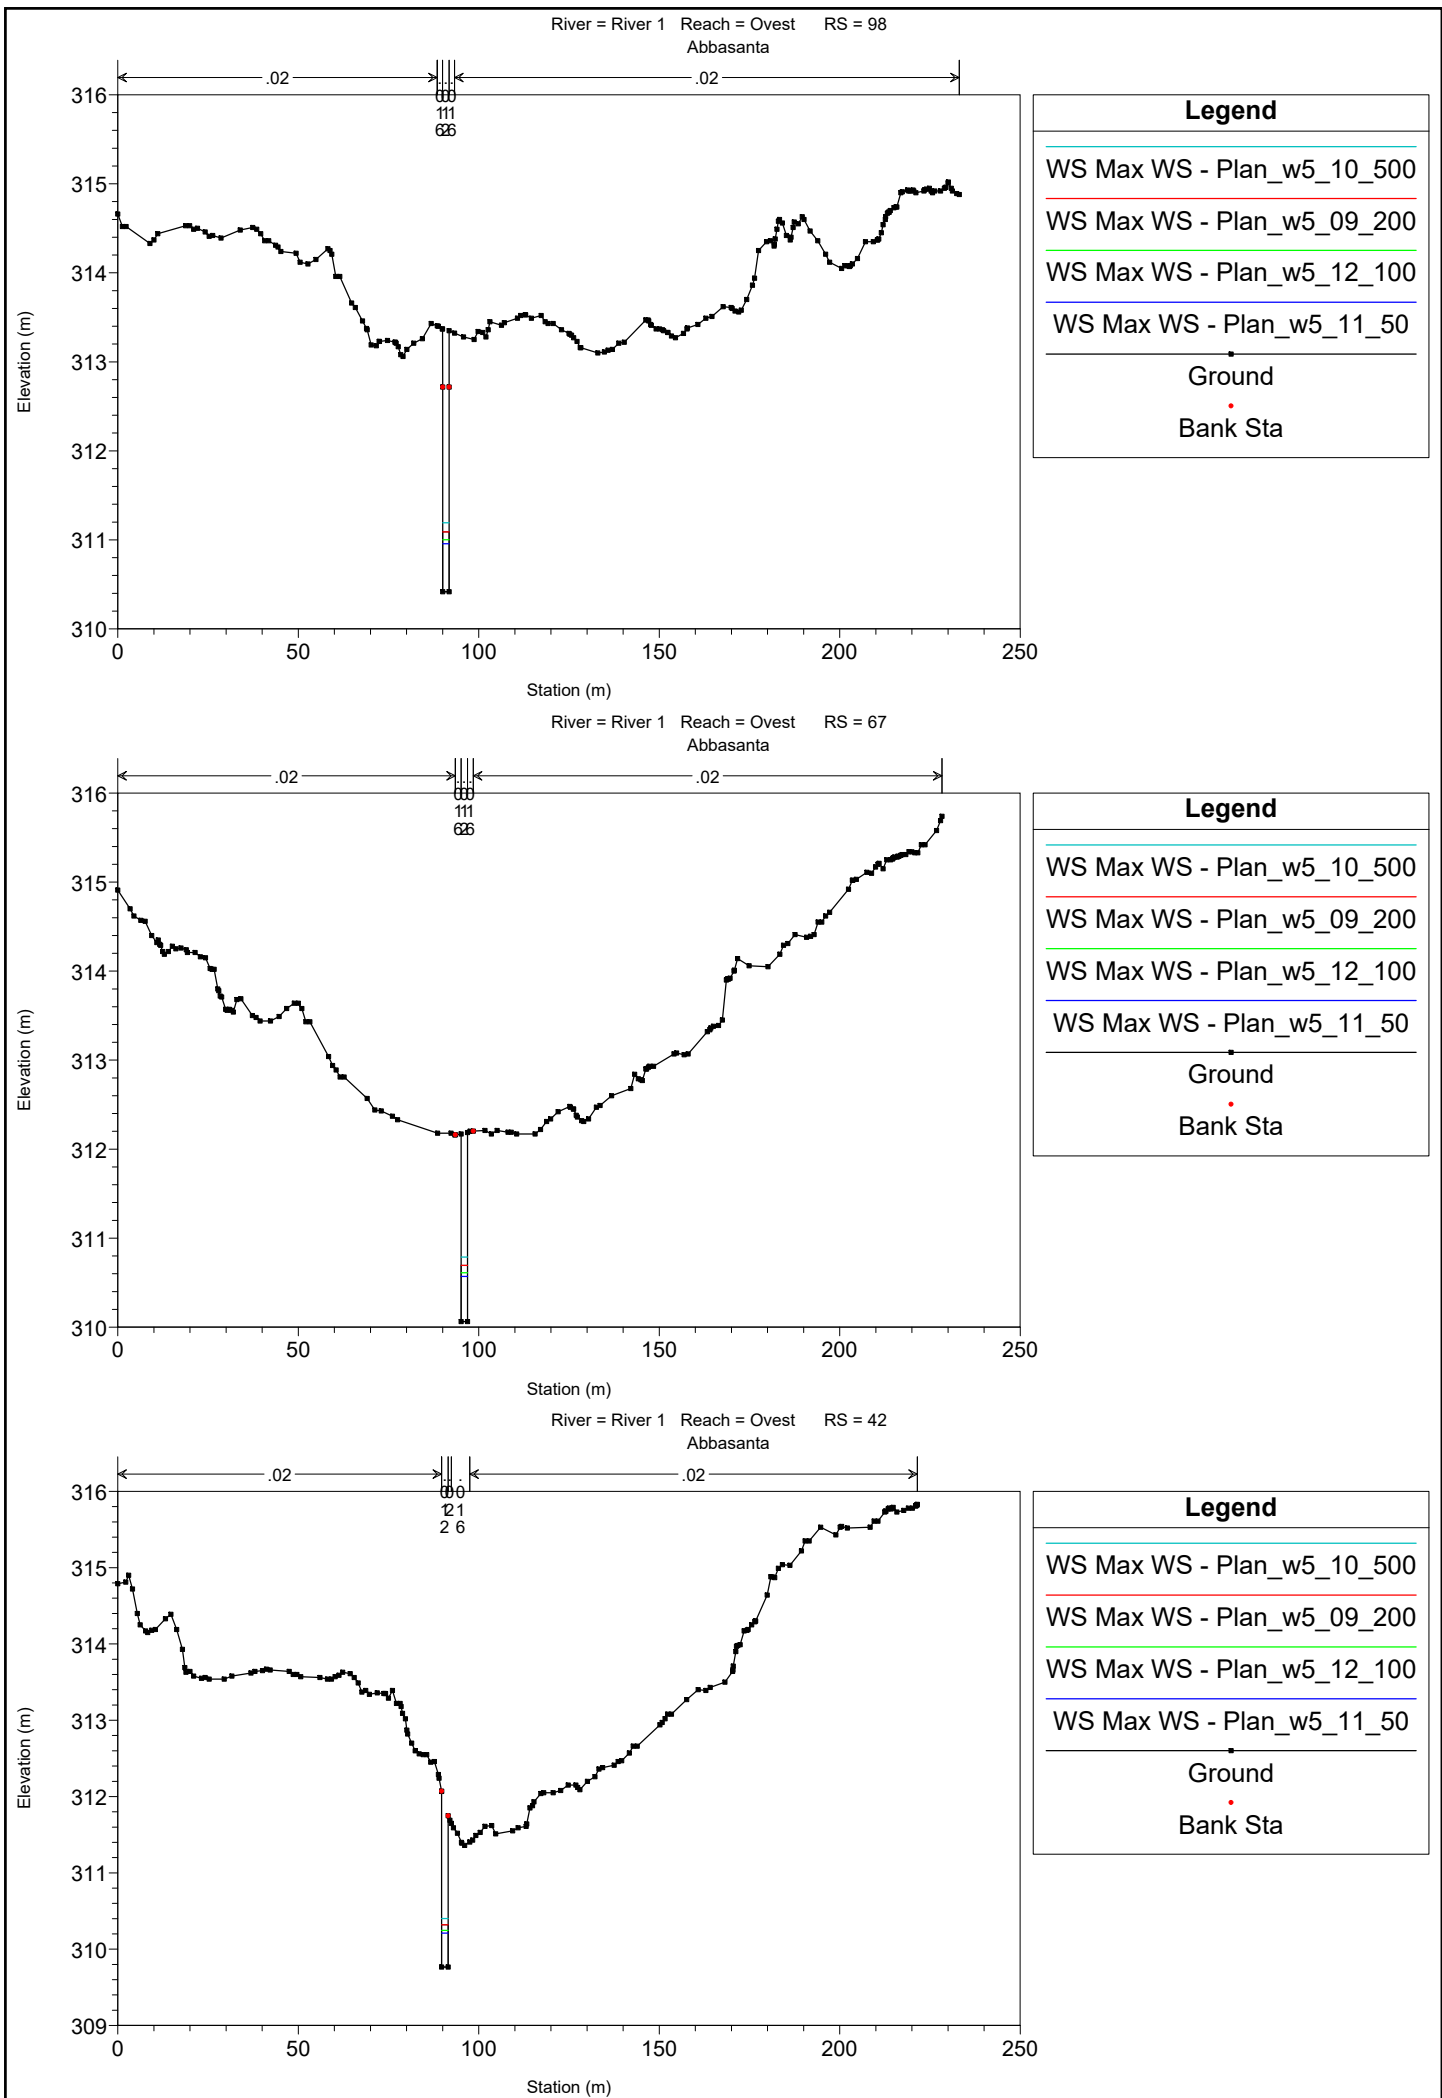 River = River 1 Reach = Ovest RS = 98
Abbasanta
.02 .02
316
315
314
313
312
311
310
0 50 100 150 200 250
Elevation (m)
Station (m)
Legend
WS Max WS - Plan_w5_10_500
WS Max WS - Plan_w5_09_200
WS Max WS - Plan_w5_12_100
WS Max WS - Plan_w5_11_50
Ground
Bank Sta
River = River 1 Reach = Ovest RS = 67
Abbasanta
.02 .02
316
315
314
313
312
311
310
0 50 100 150 200 250
Elevation (m)
Station (m)
Legend
WS Max WS - Plan_w5_10_500
WS Max WS - Plan_w5_09_200
WS Max WS - Plan_w5_12_100
WS Max WS - Plan_w5_11_50
Ground
Bank Sta
River = River 1 Reach = Ovest RS = 42
Abbasanta
.02 .02
316
315
314
313
312
311
310
309
0 50 100 150 200 250
Elevation (m)
Station (m)
Legend
WS Max WS - Plan_w5_10_500
WS Max WS - Plan_w5_09_200
WS Max WS - Plan_w5_12_100
WS Max WS - Plan_w5_11_50
Ground
Bank Sta